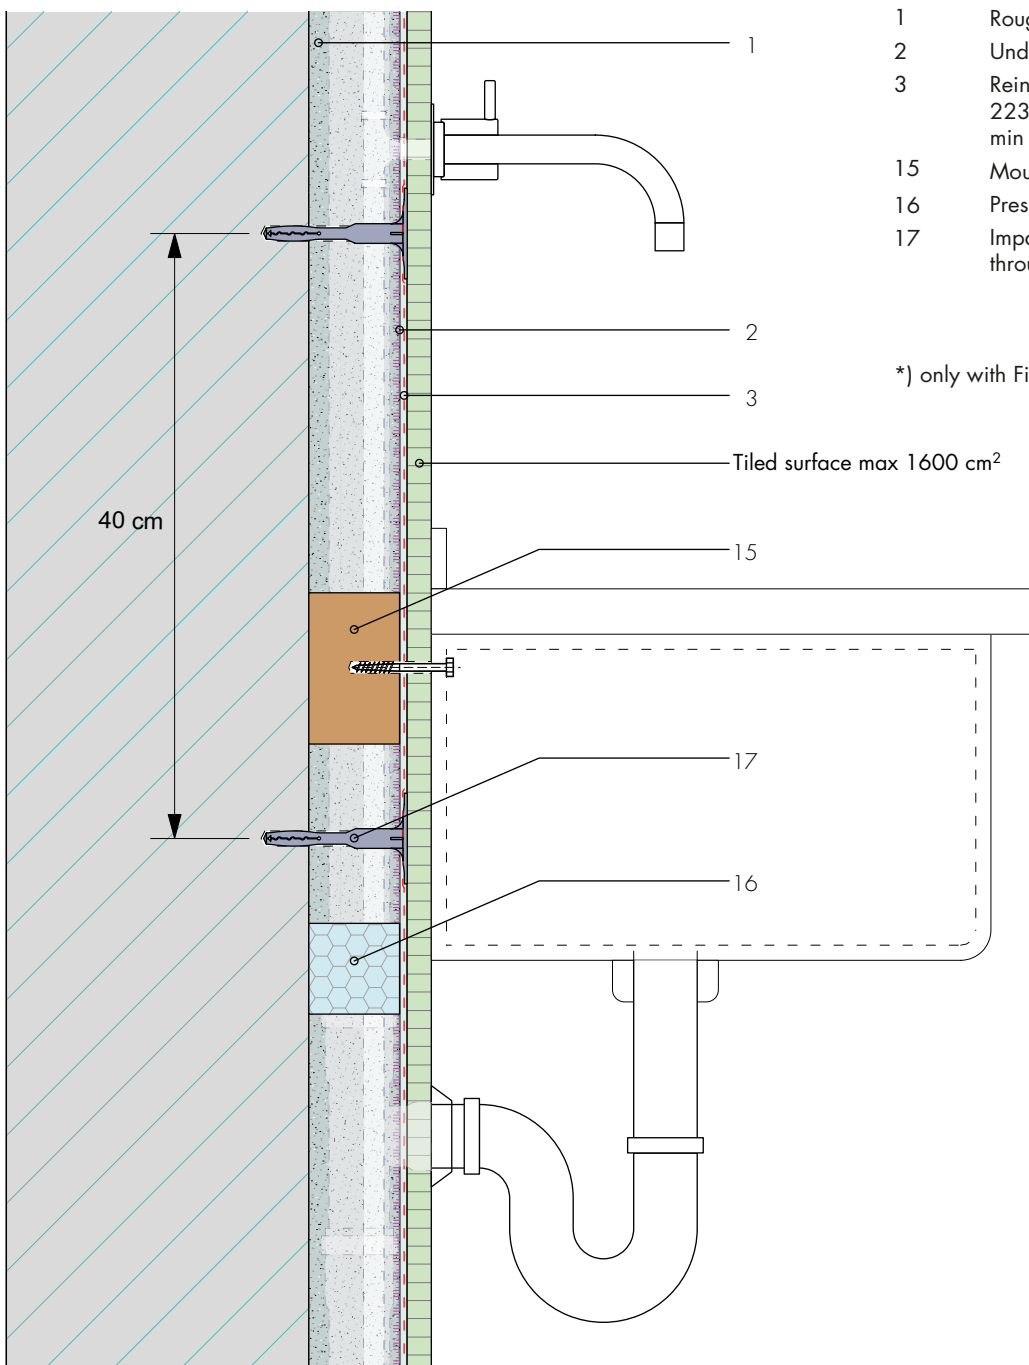 1 Roug
2 Und
3 Rein
223
min
15 Mou
16 Pres
17 Impo
throu
*) only with Fi
1
2
3
Tiled surface max 1600 cm²
40 cm
15
17
16